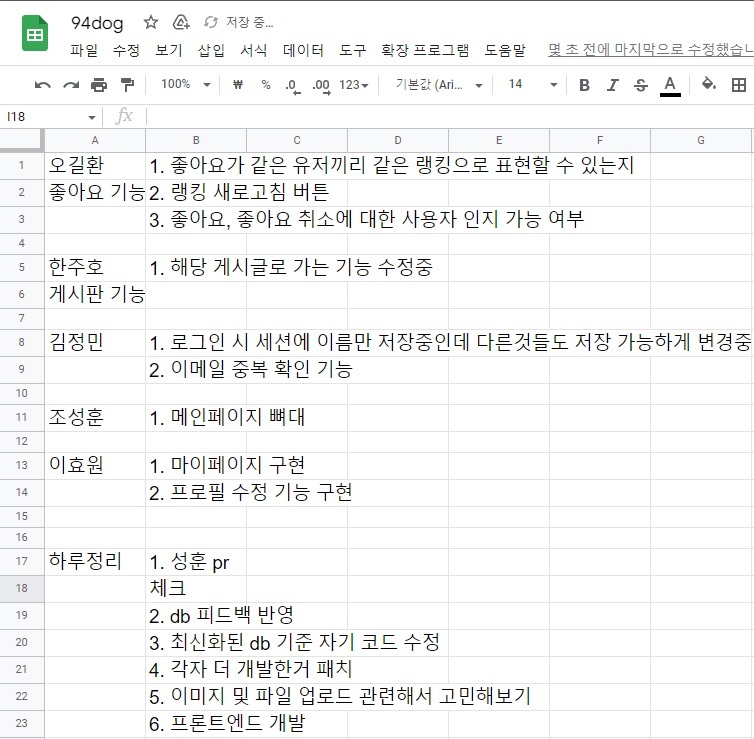 94dog 저장 중...
파일 수정 보기 삽입 서식 데이터 도구 확장 프로그램 도움말 몇 초 전에 마지막으로 수정했습니
100% ₩ % .0 .00 123 기본값 (Ari... 14 B I S A
I18 fx
A B C D E F G
1 오길환 1. 좋아요가 같은 유저끼리 같은 랭킹으로 표현할 수 있는지
2 좋아요 기능 2. 랭킹 새로고침 버튼
3 3. 좋아요, 좋아요 취소에 대한 사용자 인지 가능 여부
4
5 한주호 1. 해당 게시글로 가는 기능 수정중
6 게시판 기능
7
8 김정민 1. 로그인 시 세션에 이름만 저장중인데 다른것들도 저장 가능하게 변경중
9 2. 이메일 중복 확인 기능
10
11 조성훈 1. 메인페이지 뼈대
12
13 이효원 1. 마이페이지 구현
14 2. 프로필 수정 기능 구현
15
16
17 하루정리 1. 성훈 pr
18 체크
19 2. db 피드백 반영
20 3. 최신화된 db 기준 자기 코드 수정
21 4. 각자 더 개발한거 패치
22 5. 이미지 및 파일 업로드 관련해서 고민해보기
23 6. 프론트엔드 개발